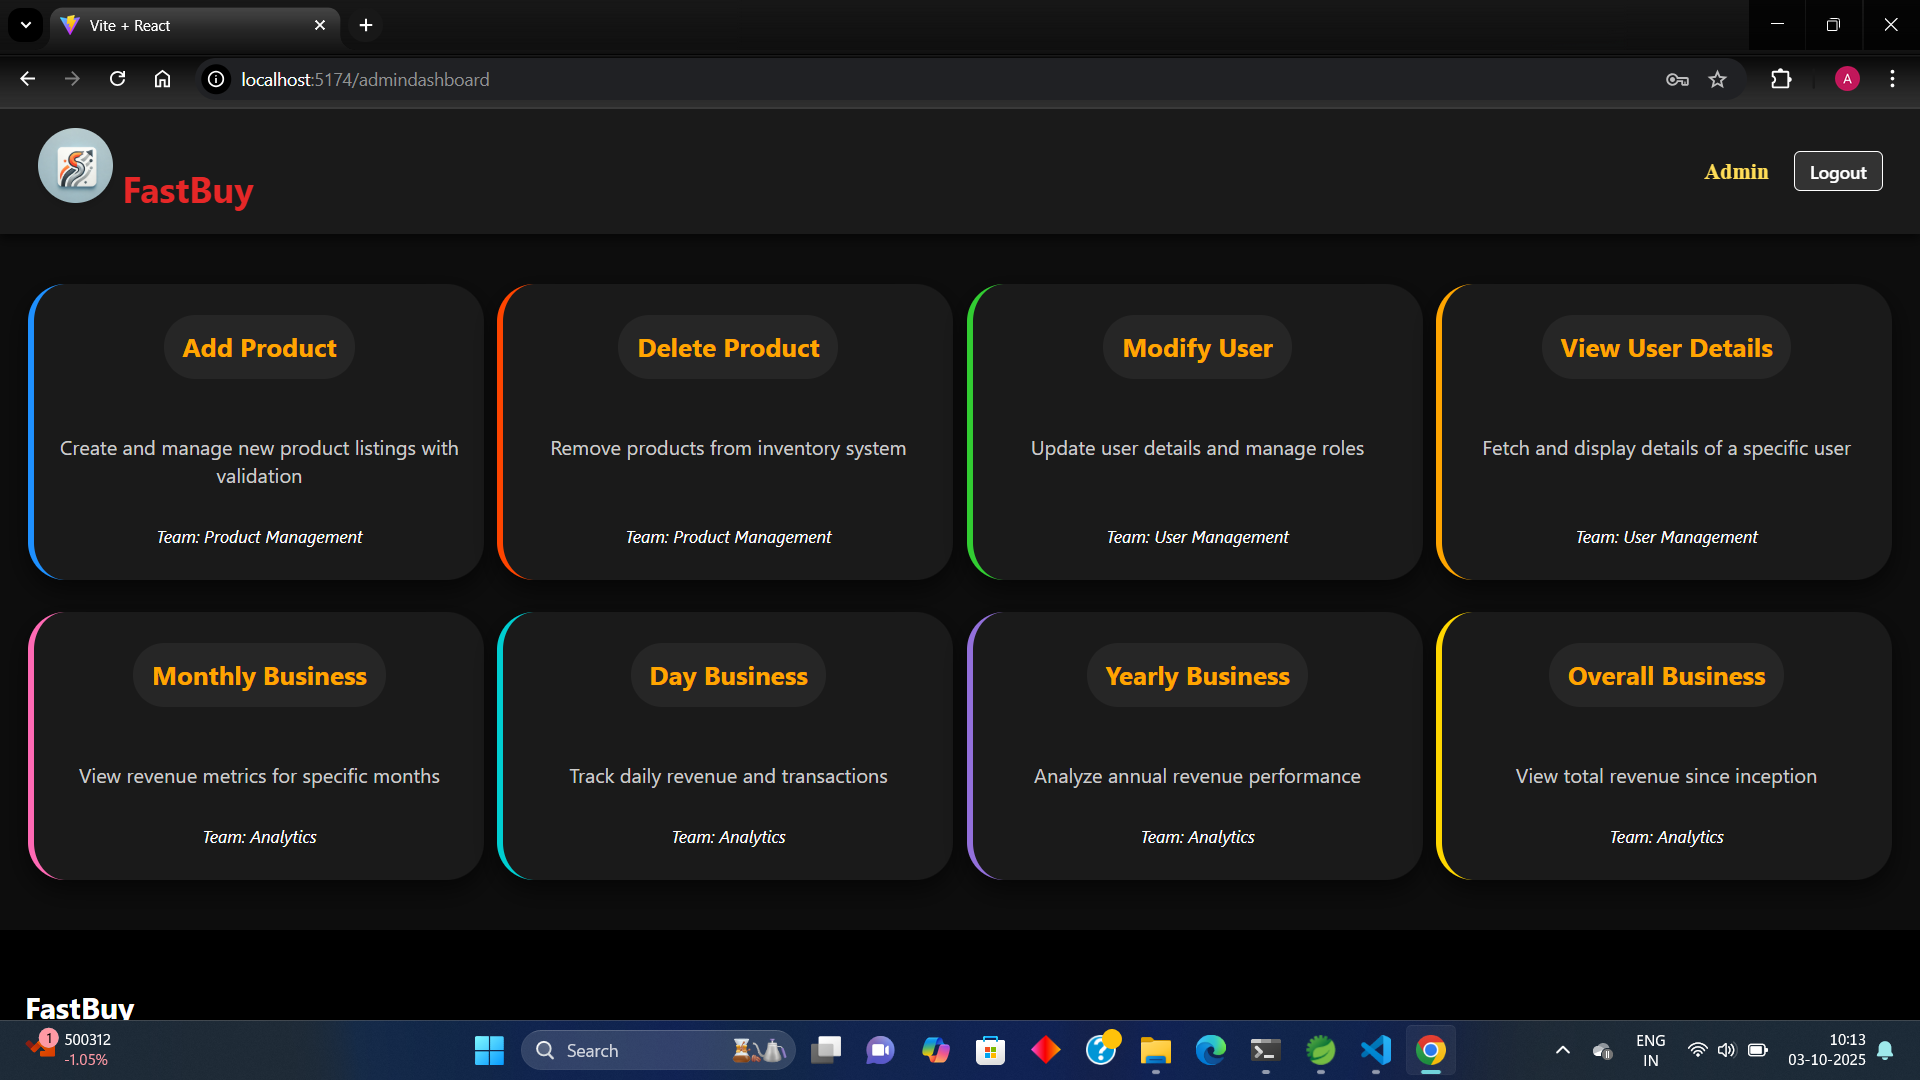 Vite + React
localhost:5174/admindashboard
A
FastBuy
Admin
Logout
Add Product
Create and manage new product listings with
validation
Team: Product Management
Delete Product
Remove products from inventory system
Team: Product Management
Modify User
Update user details and manage roles
Team: User Management
View User Details
Fetch and display details of a specific user
Team: User Management
Monthly Business
View revenue metrics for specific months
Team: Analytics
Day Business
Track daily revenue and transactions
Team: Analytics
Yearly Business
Analyze annual revenue performance
Team: Analytics
Overall Business
View total revenue since inception
Team: Analytics
FastBuy
1
500312
-1.05%
Search
ENG
IN
10:13
03-10-2025